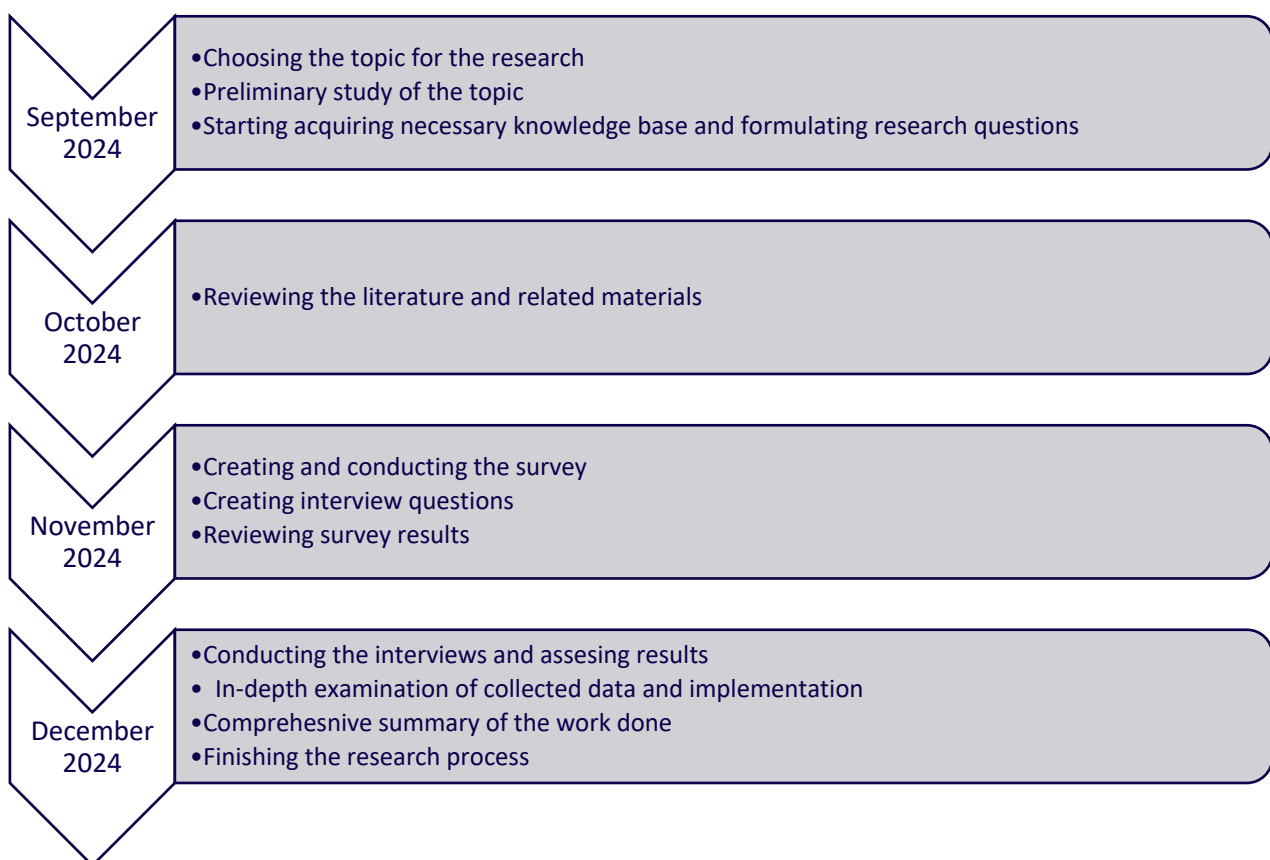 September
2024
•Choosing the topic for the research
•Preliminary study of the topic
•Starting acquiring necessary knowledge base and formulating research questions
October
2024
•Reviewing the literature and related materials
November
2024
•Creating and conducting the survey
•Creating interview questions
•Reviewing survey results
December
2024
•Conducting the interviews and assesing results
• In-depth examination of collected data and implementation
•Comprehesnive summary of the work done
•Finishing the research process